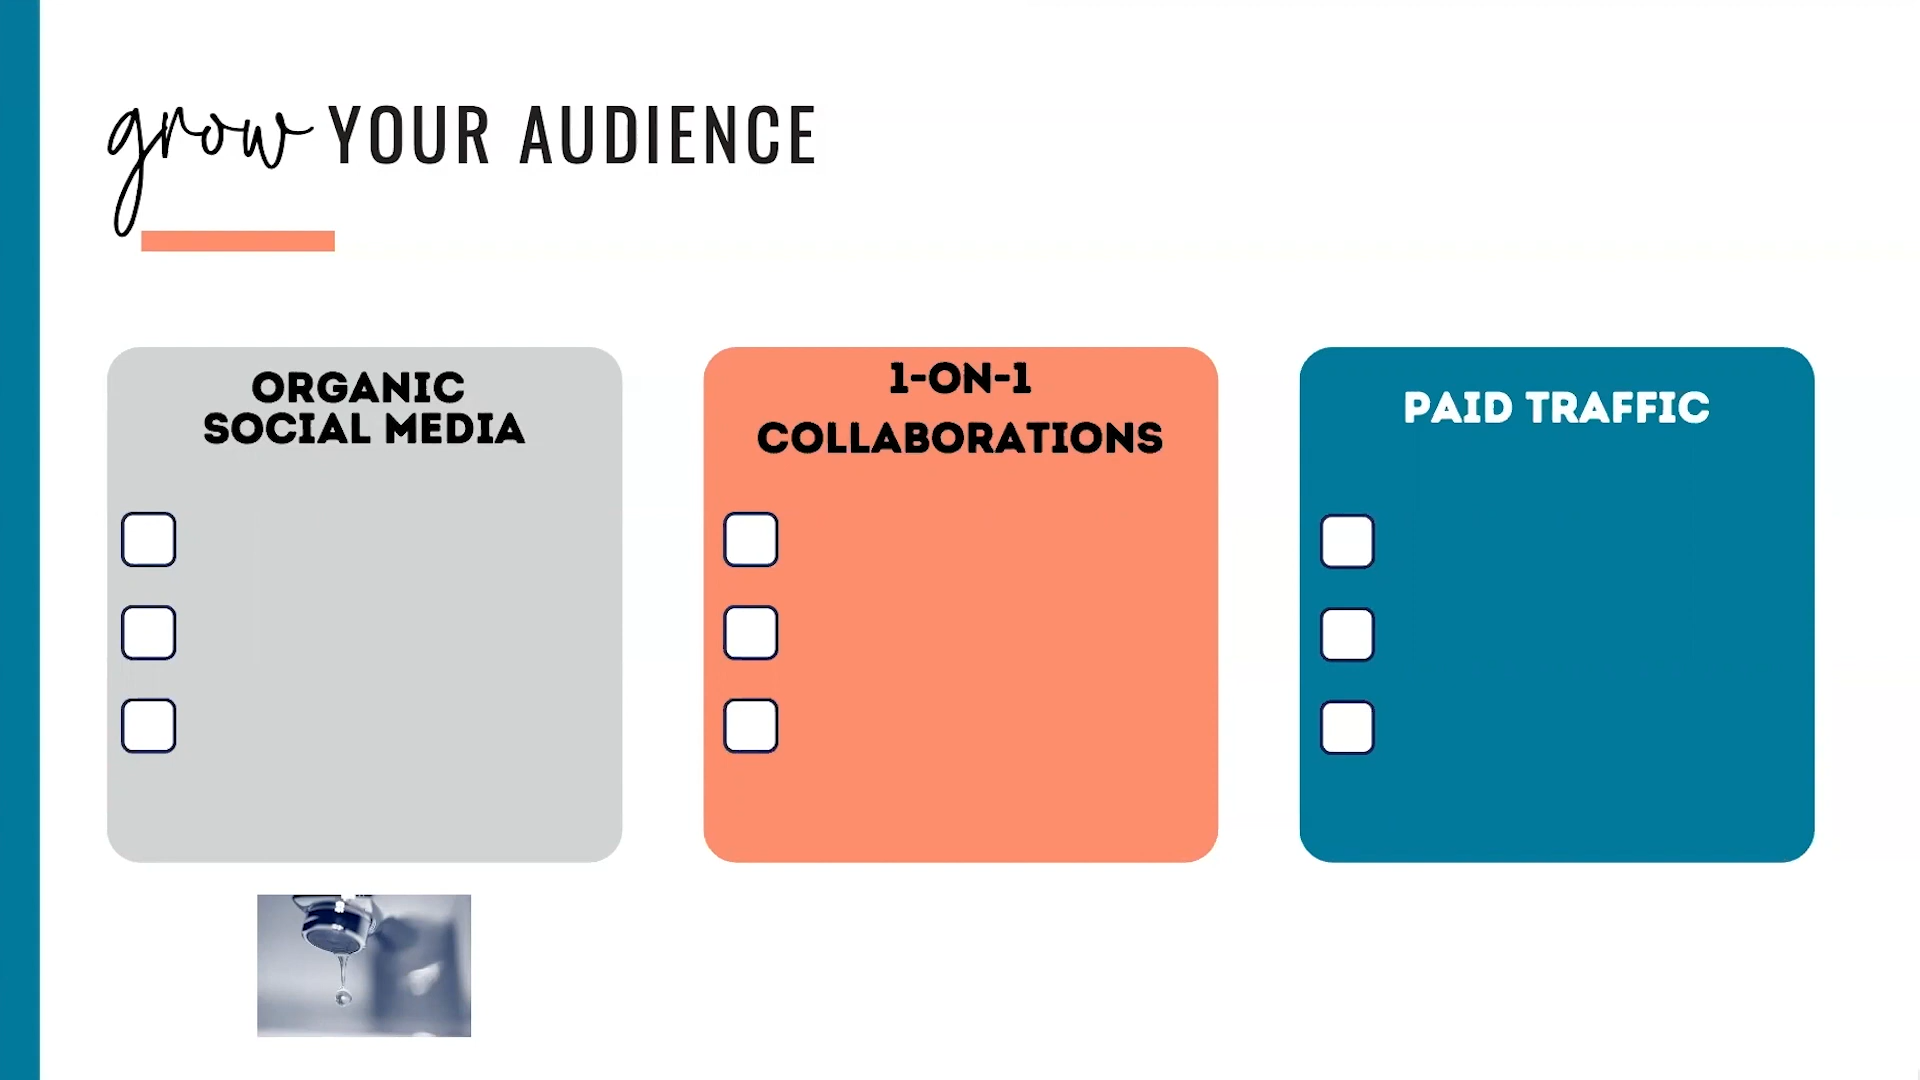 grow YOUR AUDIENCE
ORGANIC
SOCIAL MEDIA
1-ON-1
COLLABORATIONS
PAID TRAFFIC